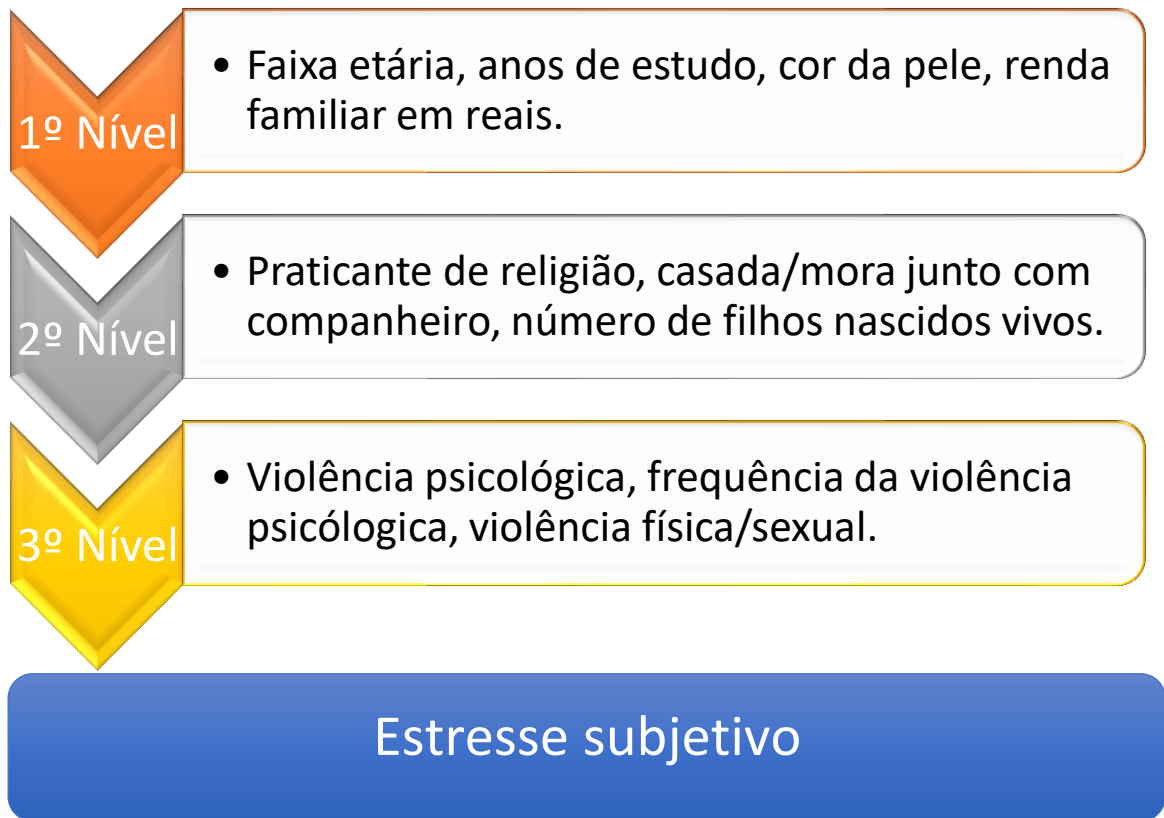 1º Nível
• Faixa etária, anos de estudo, cor da pele, renda
familiar em reais.
2º Nível
• Praticante de religião, casada/mora junto com
companheiro, número de filhos nascidos vivos.
3º Nível
• Violência psicológica, frequência da violência
psicólogica, violência física/sexual.
Estresse subjetivo